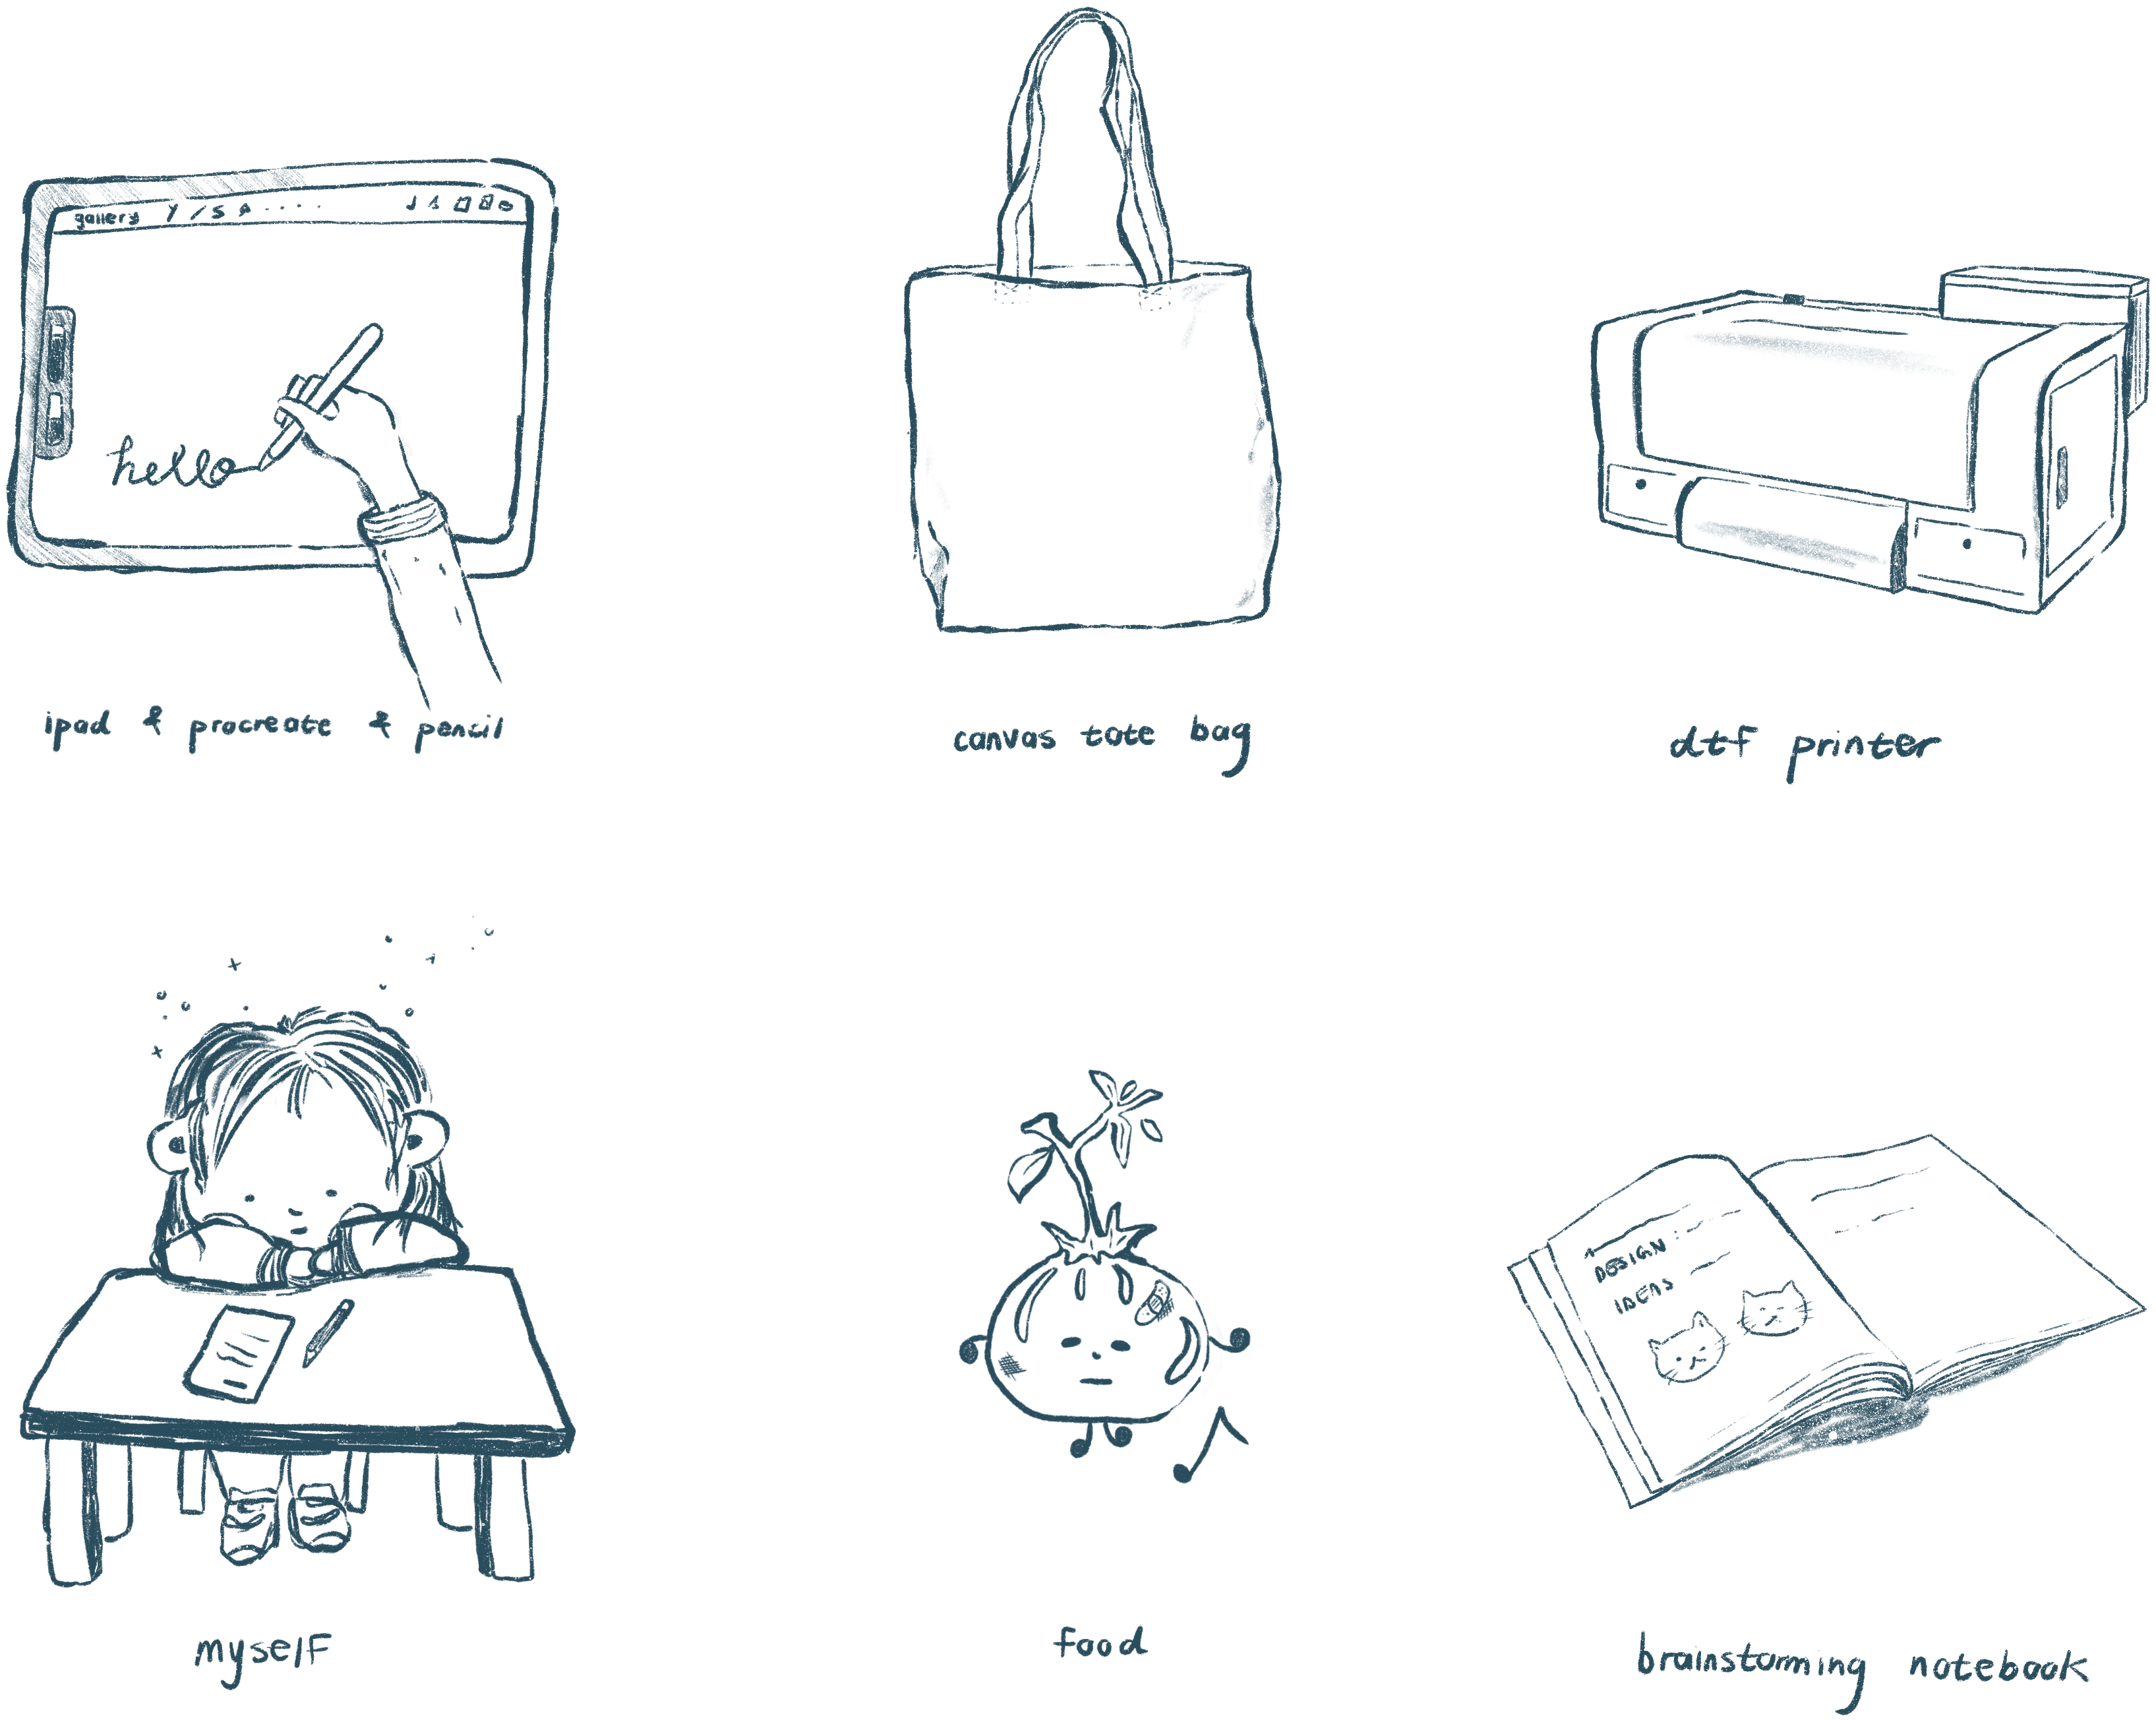 gallery
hello
ipad & procreate & pencil
canvas tote bag
dtf printer
DESIGN:
IDEAS
myself
food
brainstorming notebook